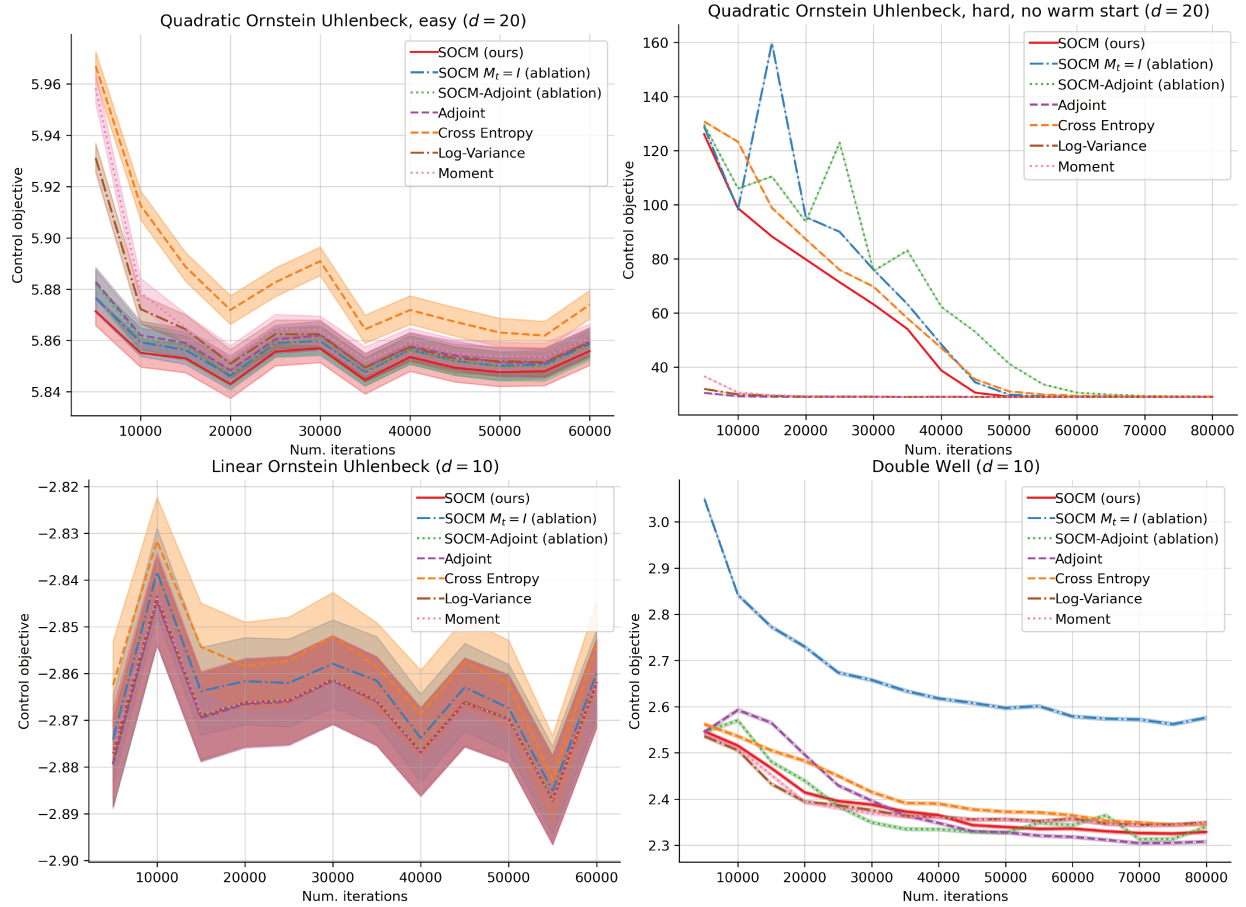 Quadratic Ornstein Uhlenbeck, easy (d = 20)
Control objective
5.96
5.94
5.92
5.90
5.88
5.86
5.84
SOCM (ours)
SOCM M_t = I (ablation)
SOCM-Adjoint (ablation)
Adjoint
Cross Entropy
Log-Variance
Moment
10000 20000 30000 40000 50000 60000
Num. iterations
Quadratic Ornstein Uhlenbeck, hard, no warm start (d = 20)
Control objective
160
140
120
100
80
60
40
SOCM (ours)
SOCM M_t = I (ablation)
SOCM-Adjoint (ablation)
Adjoint
Cross Entropy
Log-Variance
Moment
10000 20000 30000 40000 50000 60000 70000 80000
Num. iterations
Linear Ornstein Uhlenbeck (d = 10)
Control objective
−2.82
−2.83
−2.84
−2.85
−2.86
−2.87
−2.88
−2.89
−2.90
SOCM (ours)
SOCM M_t = I (ablation)
SOCM-Adjoint (ablation)
Adjoint
Cross Entropy
Log-Variance
Moment
10000 20000 30000 40000 50000 60000
Num. iterations
Double Well (d = 10)
Control objective
3.0
2.9
2.8
2.7
2.6
2.5
2.4
2.3
SOCM (ours)
SOCM M_t = I (ablation)
SOCM-Adjoint (ablation)
Adjoint
Cross Entropy
Log-Variance
Moment
10000 20000 30000 40000 50000 60000 70000 80000
Num. iterations